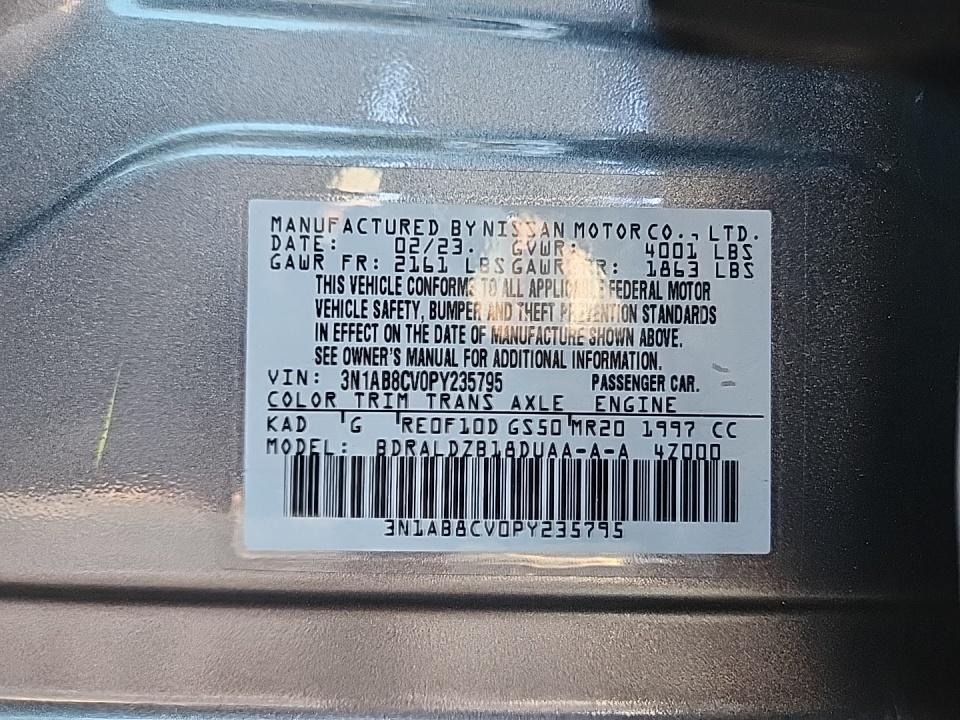 MANUFACTURED BY NISSAN MOTOR CO., LTD.
DATE: 02/23. GVWR: 4001 LBS
GAWR FR: 2161 LBS GAWR RR: 1863 LBS
THIS VEHICLE CONFORMS TO ALL APPLICABLE FEDERAL MOTOR
VEHICLE SAFETY, BUMPER AND THEFT PREVENTION STANDARDS
IN EFFECT ON THE DATE OF MANUFACTURE SHOWN ABOVE.
SEE OWNER'S MANUAL FOR ADDITIONAL INFORMATION.
VIN: 3N1AB8CV0PY235795 PASSENGER CAR.
COLOR TRIM TRANS AXLE ENGINE
KAD G RE0F10D GS50 MR20 1997 CC
MODEL: BDRALDZB18DUAA-A-A 4Z000
3N1AB8CV0PY235795